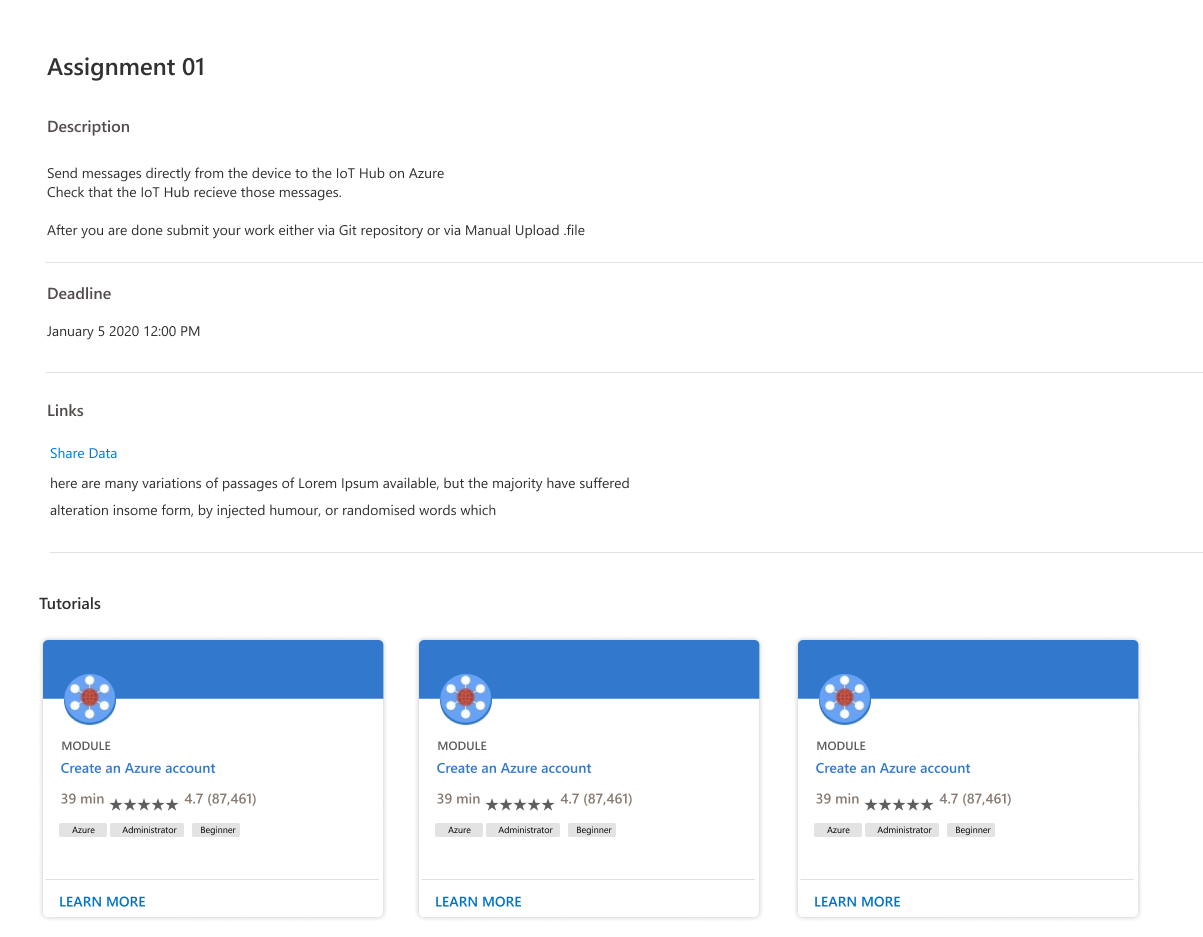 Assignment 01
Description
Send messages directly from the device to the IoT Hub on Azure
Check that the IoT Hub recieve those messages.
After you are done submit your work either via Git repository or via Manual Upload .file
Deadline
January 5 2020 12:00 PM
Links
Share Data
here are many variations of passages of Lorem Ipsum available, but the majority have suffered
alteration insome form, by injected humour, or randomised words which
Tutorials
MODULE
Create an Azure account
39 min ★★★★★ 4.7 (87,461)
Azure Administrator Beginner
LEARN MORE
MODULE
Create an Azure account
39 min ★★★★★ 4.7 (87,461)
Azure Administrator Beginner
LEARN MORE
MODULE
Create an Azure account
39 min ★★★★★ 4.7 (87,461)
Azure Administrator Beginner
LEARN MORE